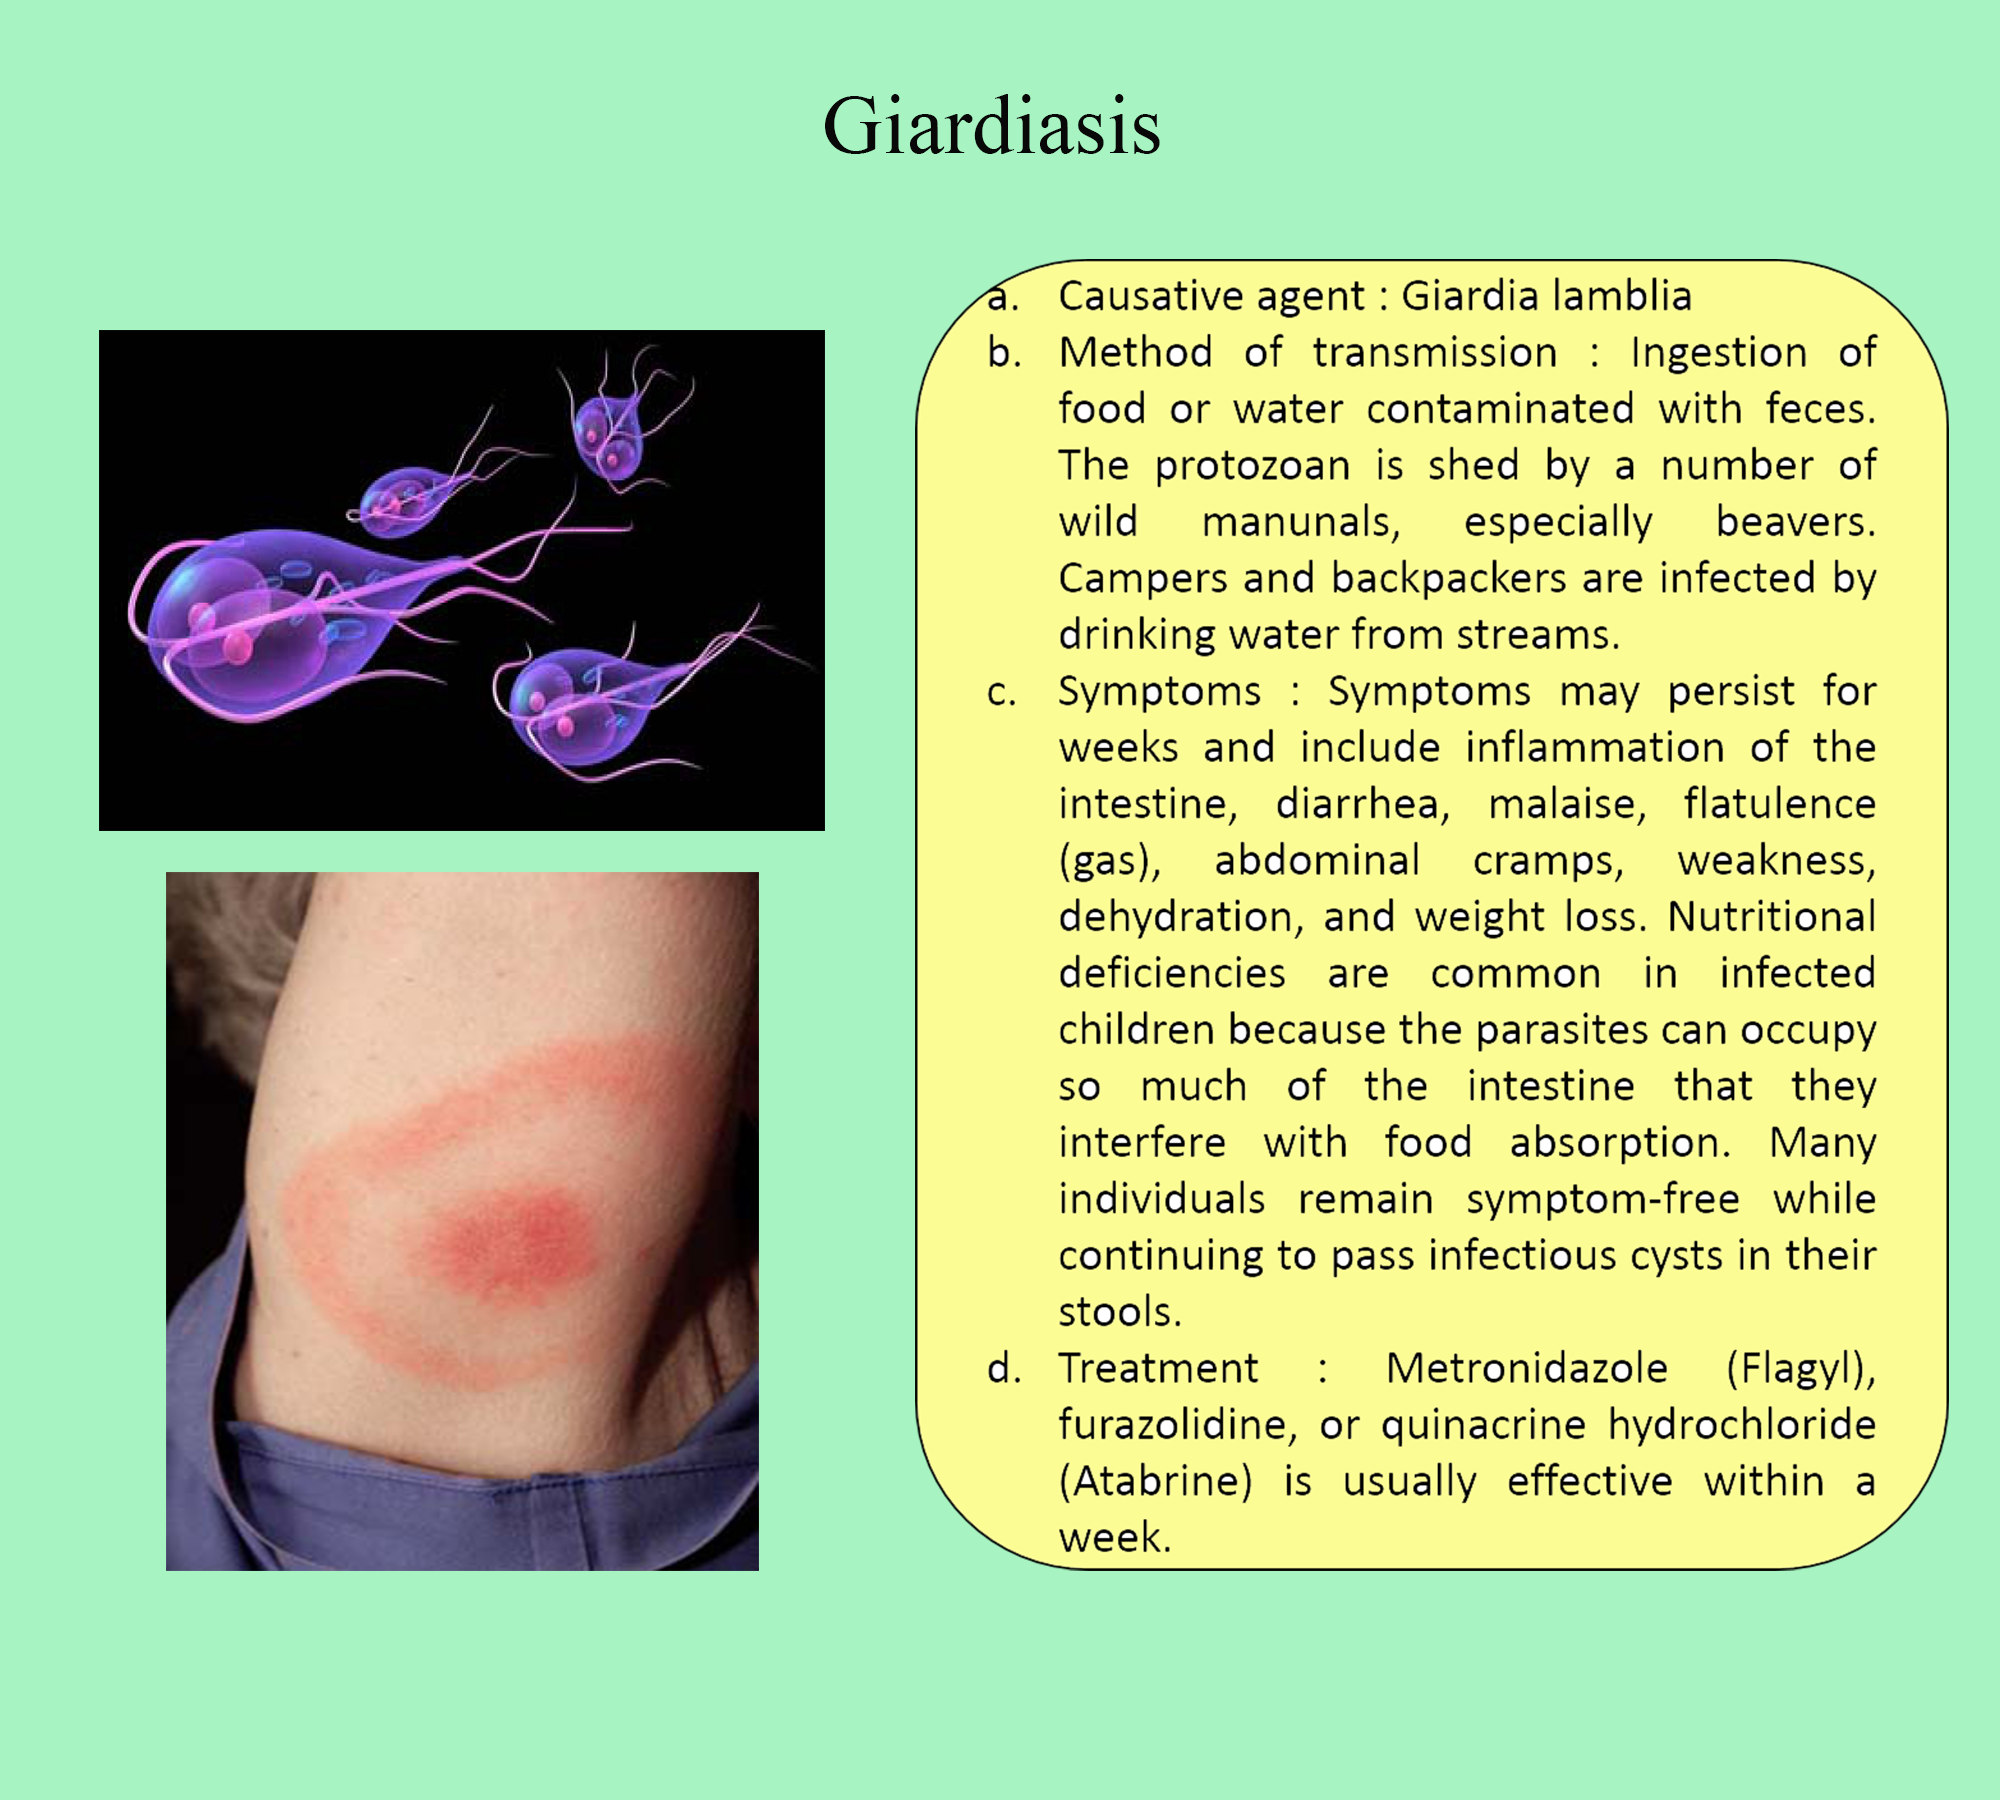 Giardiasis
a. Causative agent : Giardia lamblia
b. Method of transmission : Ingestion of
food or water contaminated with feces.
The protozoan is shed by a number of
wild manunals, especially beavers.
Campers and backpackers are infected by
drinking water from streams.
c. Symptoms : Symptoms may persist for
weeks and include inflammation of the
intestine, diarrhea, malaise, flatulence
(gas), abdominal cramps, weakness,
dehydration, and weight loss. Nutritional
deficiencies are common in infected
children because the parasites can occupy
so much of the intestine that they
interfere with food absorption. Many
individuals remain symptom-free while
continuing to pass infectious cysts in their
stools.
d. Treatment : Metronidazole (Flagyl),
furazolidine, or quinacrine hydrochloride
(Atabrine) is usually effective within a
week.